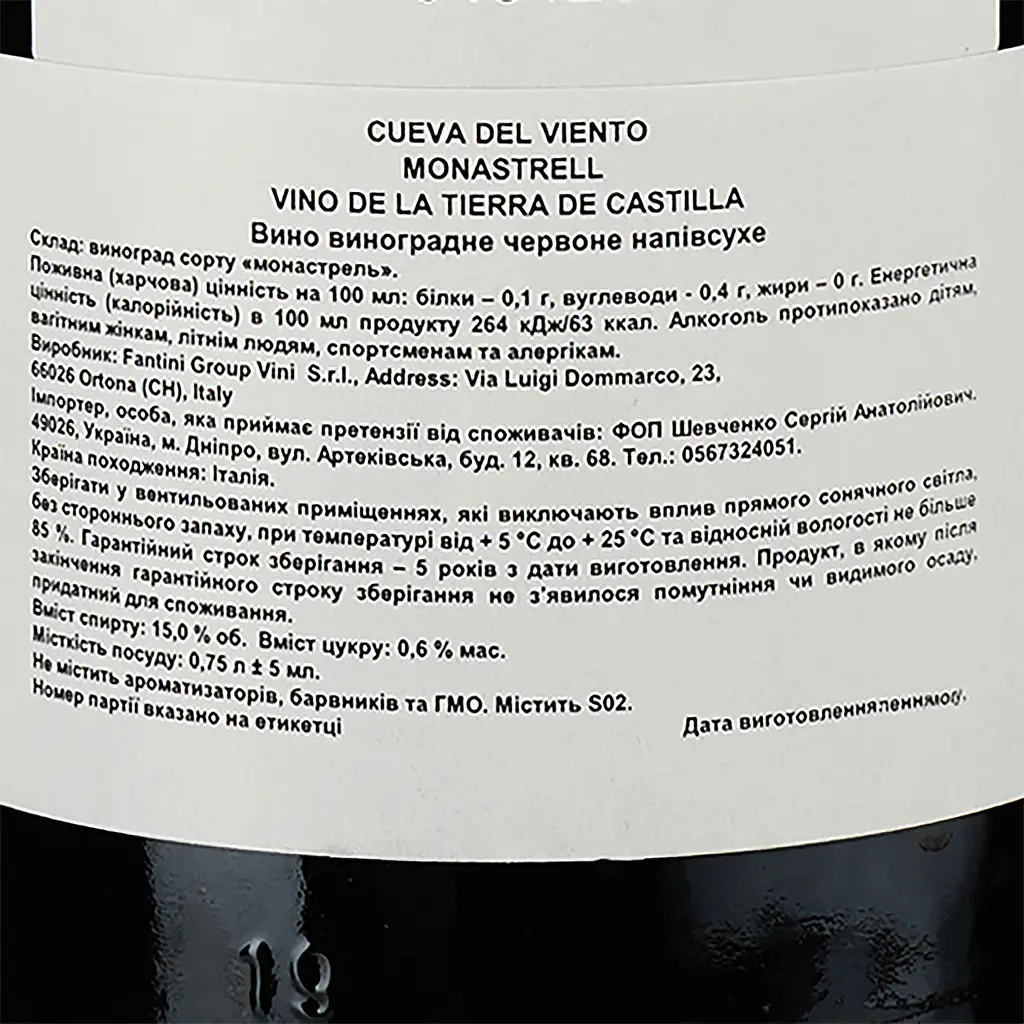 CUEVA DEL VIENTO
MONASTRELL
VINO DE LA TIERRA DE CASTILLA
Вино виноградне червоне напівсухе
Склад: виноград сорту «монастрель».
Поживна (харчова) цінність на 100 мл: білки – 0,1 г, вуглеводи - 0,4 г, жири – 0 г. Енергетична
цінність (калорійність) в 100 мл продукту 264 кДж/63 ккал. Алкоголь протипоказано дітям,
вагітним жінкам, літнім людям, спортсменам та алергікам.
Виробник: Fantini Group Vini S.r.l., Address: Via Luigi Dommarco, 23,
66026 Ortona (CH), Italy
Імпортер, особа, яка приймає претензії від споживачів: ФОП Шевченко Сергій Анатолійович.
49026, Україна, м. Дніпро, вул. Артеківська, буд. 12, кв. 68. Тел.: 0567324051.
Країна походження: Італія.
Зберігати у вентильованих приміщеннях, які виключають вплив прямого сонячного світла,
без стороннього запаху, при температурі від + 5 °С до + 25 °С та відносній вологості не більше
85 %. Гарантійний строк зберігання – 5 років з дати виготовлення. Продукт, в якому після
закінчення гарантійного строку зберігання не з'явилося помутніння чи видимого осаду,
придатний для споживання.
Вміст спирту: 15,0 % об. Вміст цукру: 0,6 % мас.
Місткість посуду: 0,75 л ± 5 мл.
Не містить ароматизаторів, барвників та ГМО. Містить S02.
Номер партії вказано на етикетці
Дата виготовлення
19